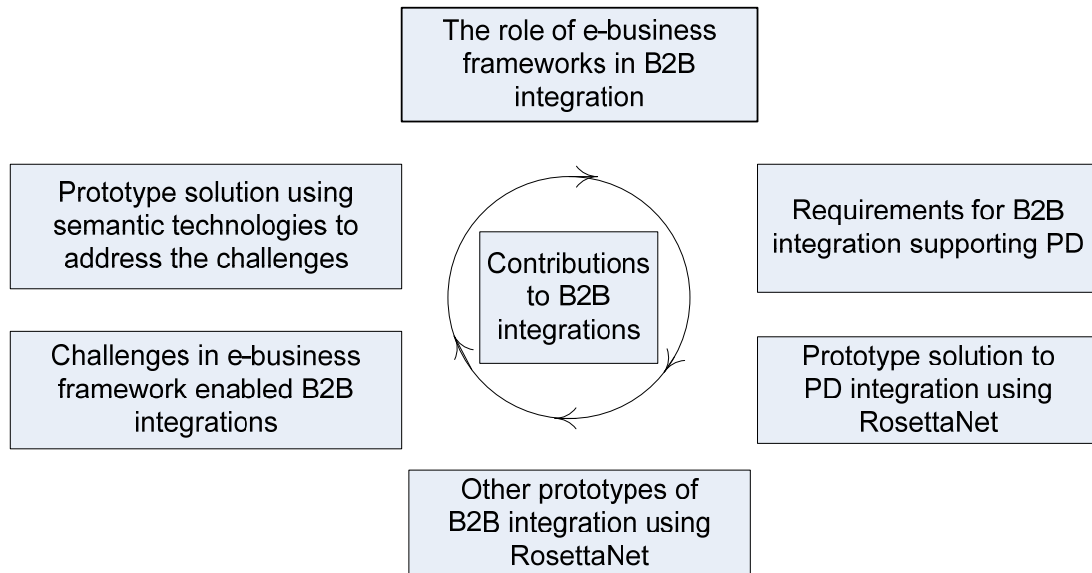 The role of e-business
frameworks in B2B
integration
Prototype solution using
semantic technologies to
address the challenges
Requirements for B2B
integration supporting PD
Contributions
to B2B
integrations
Challenges in e-business
framework enabled B2B
integrations
Prototype solution to
PD integration using
RosettaNet
Other prototypes of
B2B integration using
RosettaNet